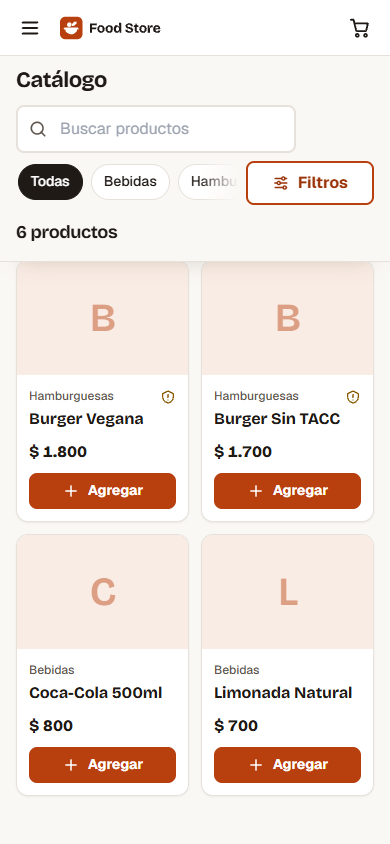 Food Store
Catálogo
Buscar productos
Todas Bebidas Hambu Filtros
6 productos
B B
Hamburguesas Hamburguesas
Burger Vegana Burger Sin TACC
$ 1.800 $ 1.700
Agregar Agregar
C L
Bebidas Bebidas
Coca-Cola 500ml Limonada Natural
$ 800 $ 700
Agregar Agregar